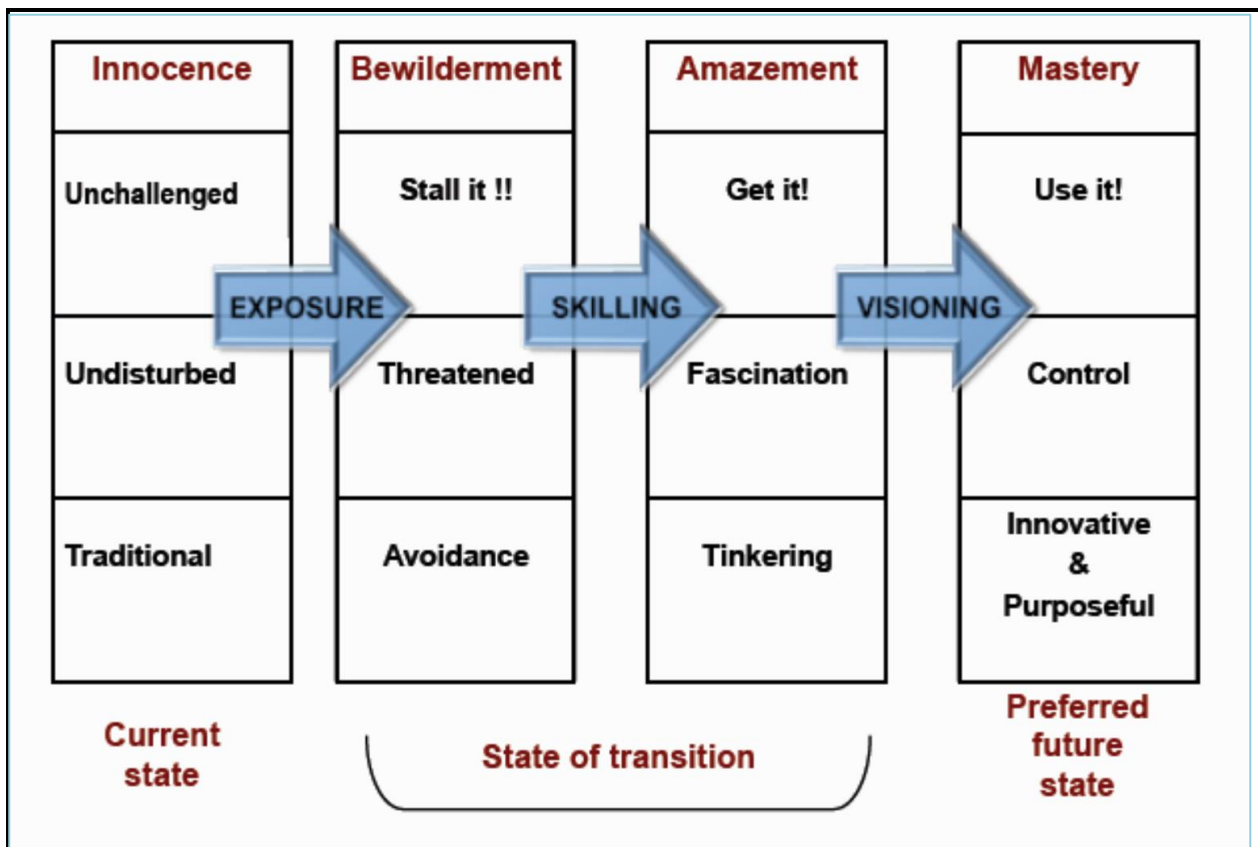 Innocence
Bewilderment
Amazement
Mastery
Unchallenged
Stall it !!
Get it!
Use it!
EXPOSURE
SKILLING
VISIONING
Undisturbed
Threatened
Fascination
Control
Traditional
Avoidance
Tinkering
Innovative
&
Purposeful
Current
state
State of transition
Preferred
future
state